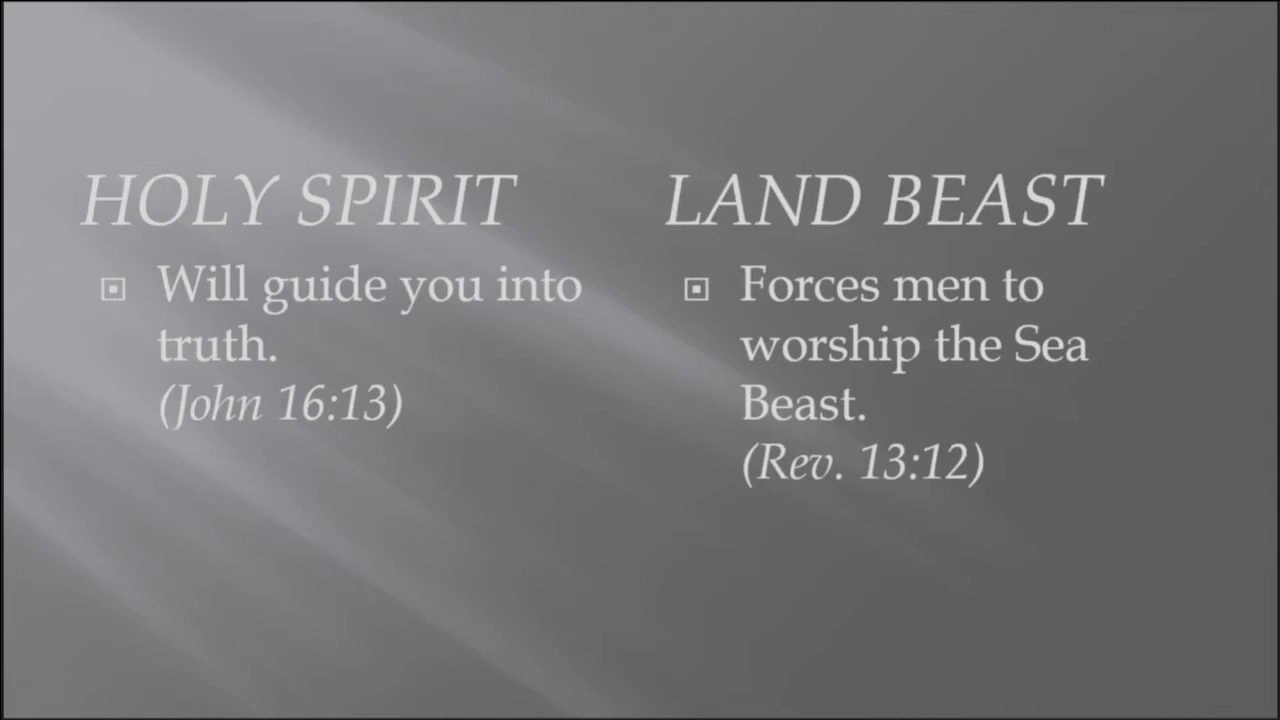 HOLY SPIRIT
Will guide you into
truth.
(John 16:13)
LAND BEAST
Forces men to
worship the Sea
Beast.
(Rev. 13:12)